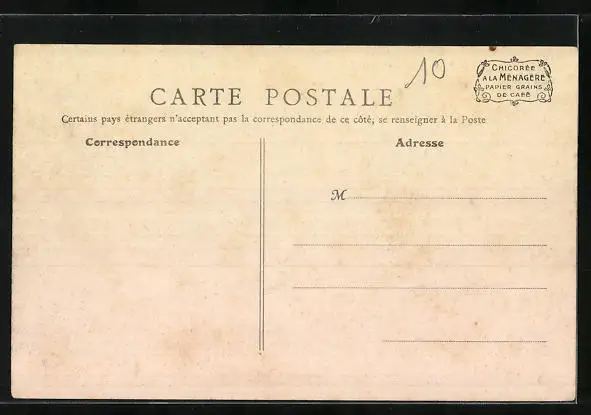 10
CHICORÉE
A LA MÉNAGÈRE
PAPIER GRAINS
DE CAFÉ
CARTE POSTALE
Certains pays étrangers n'acceptant pas la correspondance de ce côté, se renseigner à la Poste
Correspondance
Adresse
M